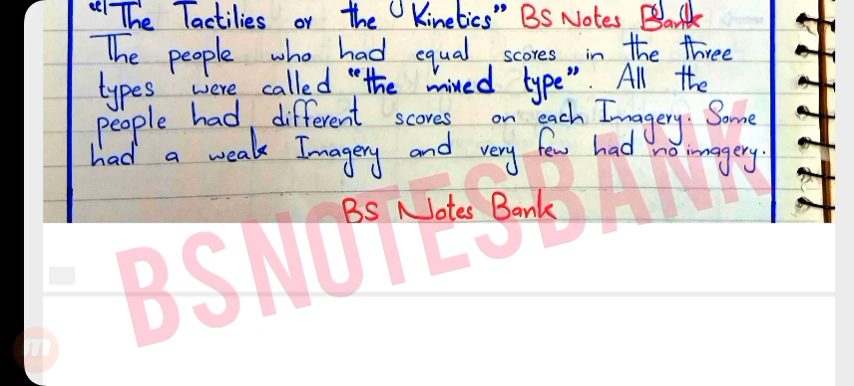 "The Tactilies or the Kinetics" BS Notes Bank
The people who had equal scores in the three
types were called "the mixed type". All the
people had different scores on each Imagery. Some
had a weak Imagery and very few had no imagery.
BS Notes Bank
BSNOTESBANK
m